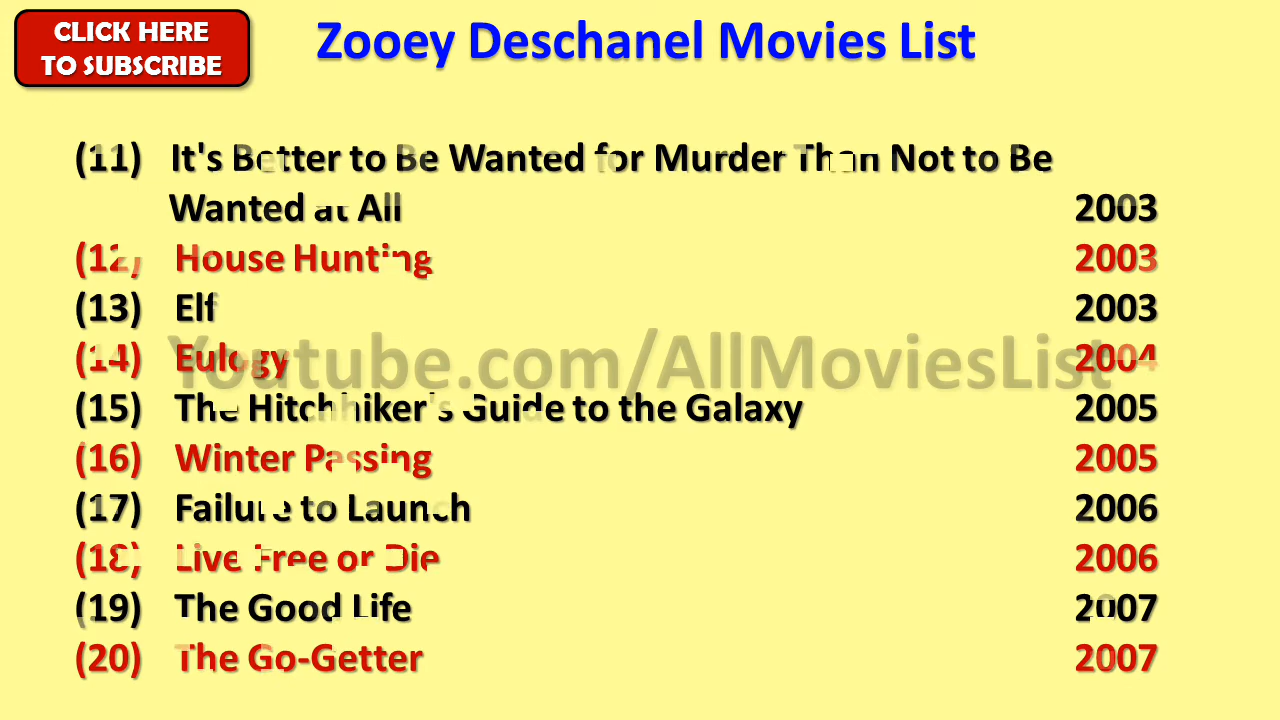 CLICK HERE
TO SUBSCRIBE
Zooey Deschanel Movies List
(11) It's Better to Be Wanted for Murder Than Not to Be
Wanted at All 2003
(12) House Hunting 2003
(13) Elf 2003
(14) Eulogy 2004
Youtube.com/AllMoviesList
(15) The Hitchhiker's Guide to the Galaxy 2005
(16) Winter Passing 2005
(17) Failure to Launch 2006
(18) Live Free or Die 2006
(19) The Good Life 2007
(20) The Go-Getter 2007